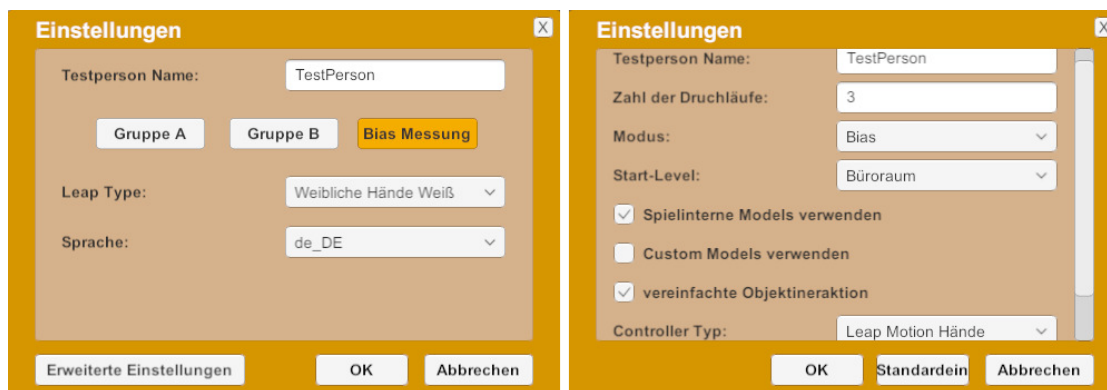 Einstellungen
X
Testperson Name:
TestPerson
Gruppe A
Gruppe B
Bias Messung
Leap Type:
Weibliche Hände Weiß
Sprache:
de_DE
Erweiterte Einstellungen
OK
Abbrechen
Einstellungen
X
Testperson Name:
TestPerson
Zahl der Druchläufe:
3
Modus:
Bias
Start-Level:
Büroraum
Spielinterne Models verwenden
Custom Models verwenden
vereinfachte Objektineraktion
Controller Typ:
Leap Motion Hände
OK
Standardein
Abbrechen